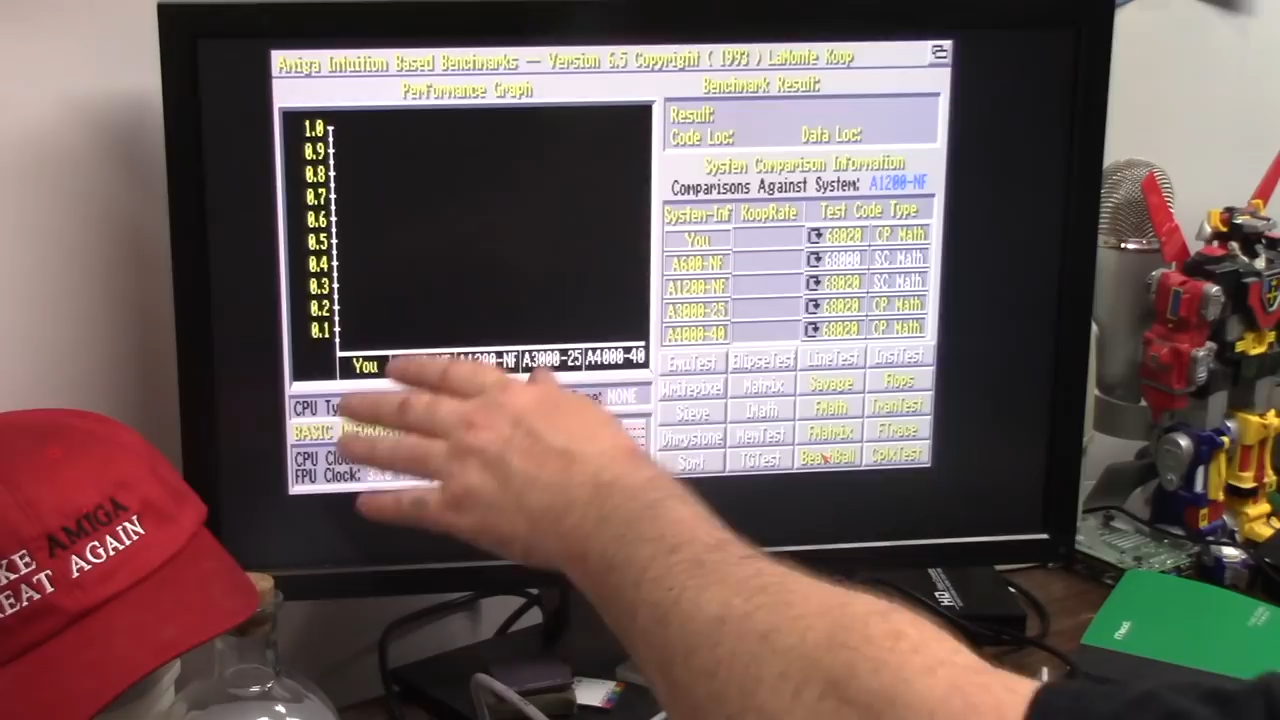 Amiga Intuition Based Benchmarks — Version 6.5 Copyright ( 1993 ) LaMonte Koop
Performance Graph
1.0
0.9
0.8
0.7
0.6
0.5
0.4
0.3
0.2
0.1
You A1200-NF A3000-25 A4000-40
CPU NONE
BASIC
CPU
FPU Clock:
Benchmark Result:
Result:
Code Loc: Data Loc:
System Comparison Information
Comparisons Against System: A1200-NF
System-Inf KoopRate Test Code Type
You 68020 CP Math
A600-NF 68000 SC Math
A1200-NF 68020 SC Math
A3000-25 68020 CP Math
A4000-40 68020 CP Math
EmuTest ElipseTest LineTest InstTest
Writepixel Matrix Savage Flops
Sieve IMath FMath TranTest
Dhrystone MemTest FMatrix FTrace
Sort TGTest BeachBall CplxTest
AMIGA
AGAIN
HD
Mead